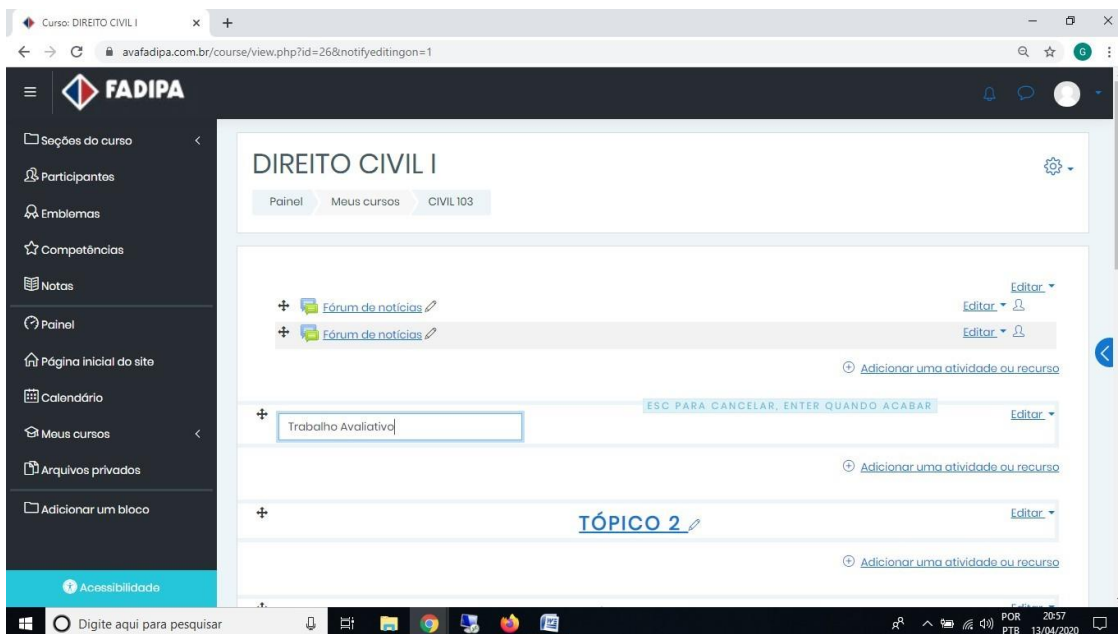 Curso: DIREITO CIVIL I
avafadipa.com.br/course/view.php?id=26&notifyeditingon=1
G
FADIPA
Seções do curso
Participantes
Emblemas
Competências
Notas
Painel
Página inicial do site
Calendário
Meus cursos
Arquivos privados
Adicionar um bloco
Acessibilidade
DIREITO CIVIL I
Painel Meus cursos CIVIL 103
Editar
Fórum de notícias Editar
Fórum de notícias Editar
Adicionar uma atividade ou recurso
ESC PARA CANCELAR, ENTER QUANDO ACABAR
Trabalho Avaliativo Editar
Adicionar uma atividade ou recurso
TÓPICO 2 Editar
Adicionar uma atividade ou recurso
Editar
Digite aqui para pesquisar
POR 20:57
PTB 13/04/2020